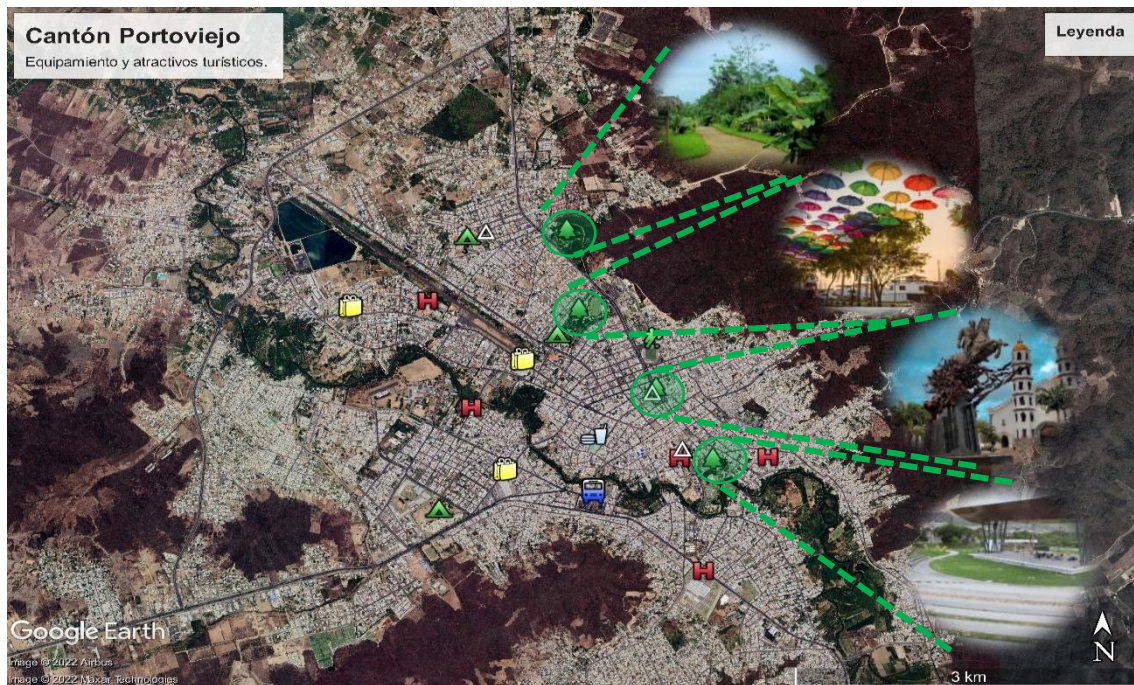 Cantón Portoviejo
Equipamiento y atractivos turísticos.
Leyenda
H
H
H
H
H
Google Earth
Image © 2022 Airbus
Image © 2022 Maxar Technologies
3 km
N